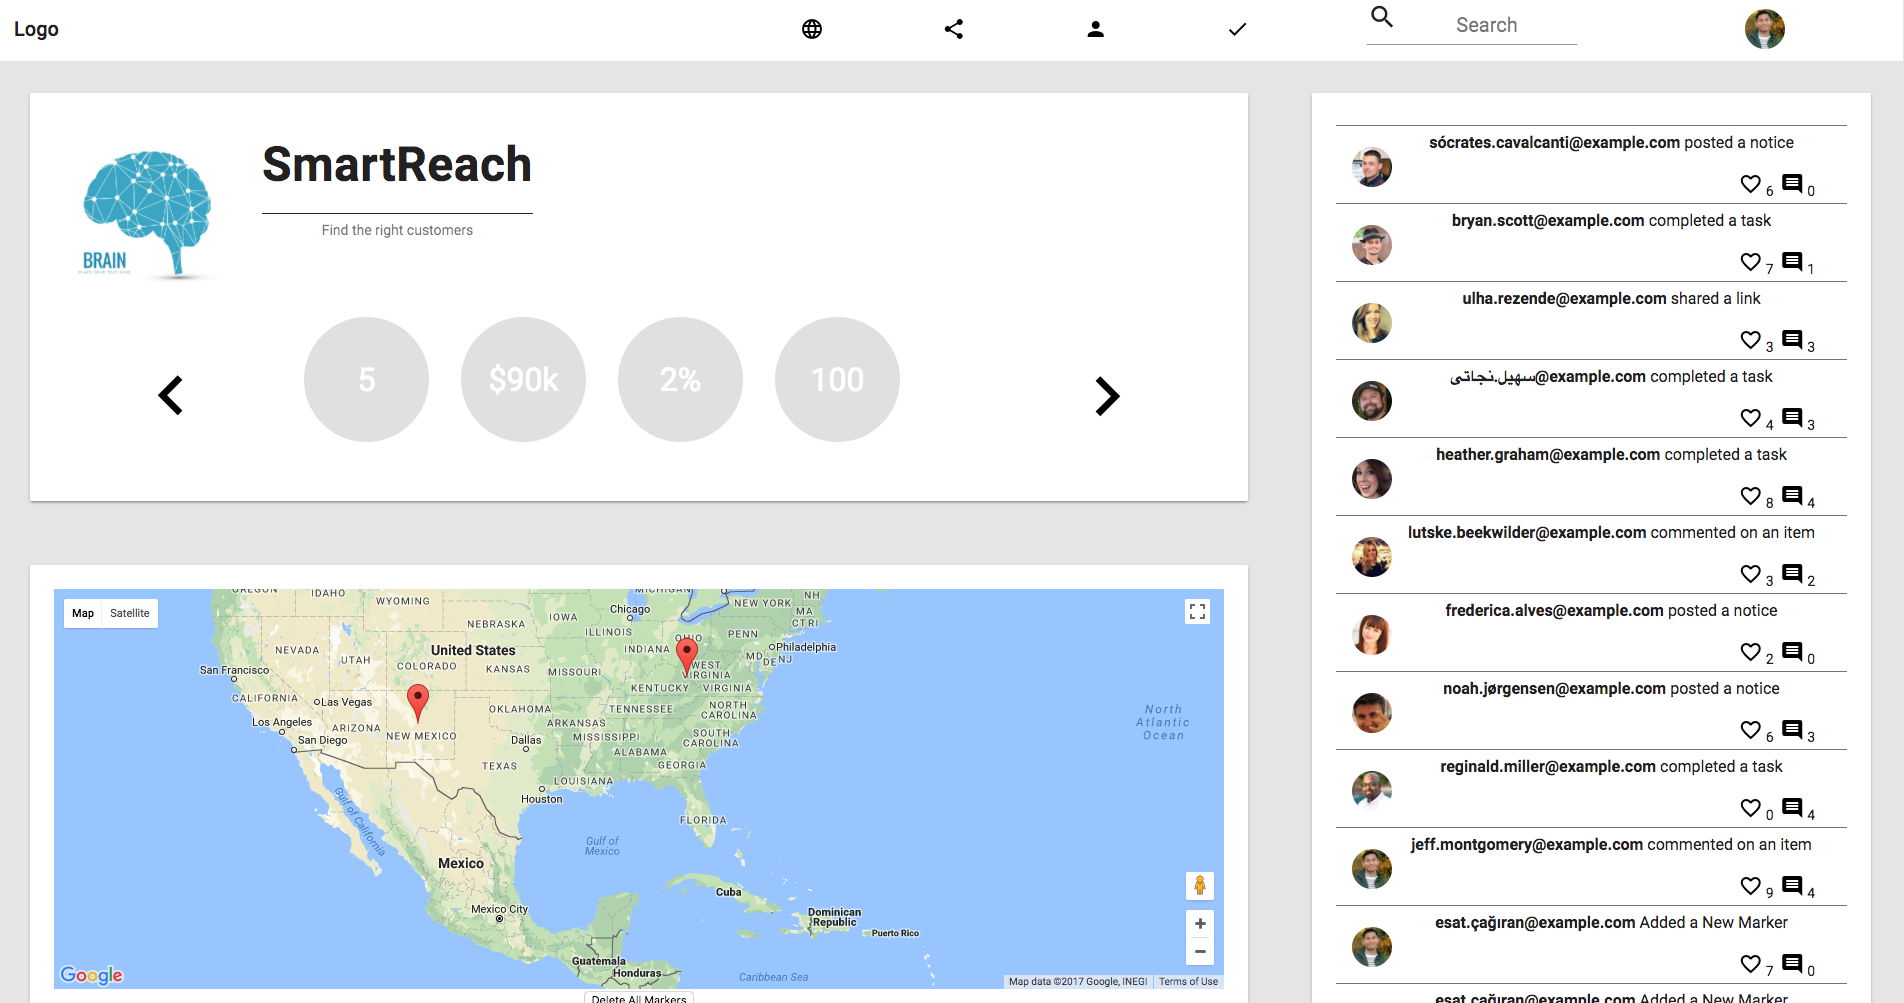 Logo
Search
SmartReach
Find the right customers
BRAIN
5
$90k
2%
100
sócrates.cavalcanti@example.com posted a notice
6 0
bryan.scott@example.com completed a task
7 1
ulha.rezende@example.com shared a link
3 3
سهیل.نجاتی@example.com completed a task
4 3
heather.graham@example.com completed a task
8 4
lutske.beekwilder@example.com commented on an item
3 2
frederica.alves@example.com posted a notice
2 0
noah.jørgensen@example.com posted a notice
6 3
reginald.miller@example.com completed a task
0 4
jeff.montgomery@example.com commented on an item
9 4
esat.çağıran@example.com Added a New Marker
7 0
esat.çağıran@example.com Added a New Marker
Map Satellite
OREGON
IDAHO
WYOMING
MICHIGAN
NH
NEW YORK
MA
CT RI
Chicago
IOWA
NEBRASKA
ILLINOIS
INDIANA
OHIO
PENN
Philadelphia
MD
DE NJ
NEVADA
UTAH
United States
COLORADO
KANSAS
MISSOURI
WEST
VIRGINIA
KENTUCKY
VIRGINIA
San Francisco
CALIFORNIA
Las Vegas
Los Angeles
San Diego
ARIZONA
NEW MEXICO
OKLAHOMA
ARKANSAS
TENNESSEE
NORTH
CAROLINA
SOUTH
CAROLINA
MISSISSIPPI
Dallas
TEXAS
ALABAMA
GEORGIA
LOUISIANA
Houston
FLORIDA
North
Atlantic
Ocean
Gulf of California
Gulf of
Mexico
Mexico
Mexico City
Cuba
Dominican
Republic
Puerto Rico
Guatemala
Honduras
Caribbean Sea
Google
Map data ©2017 Google, INEGI
Terms of Use
Delete All Markers